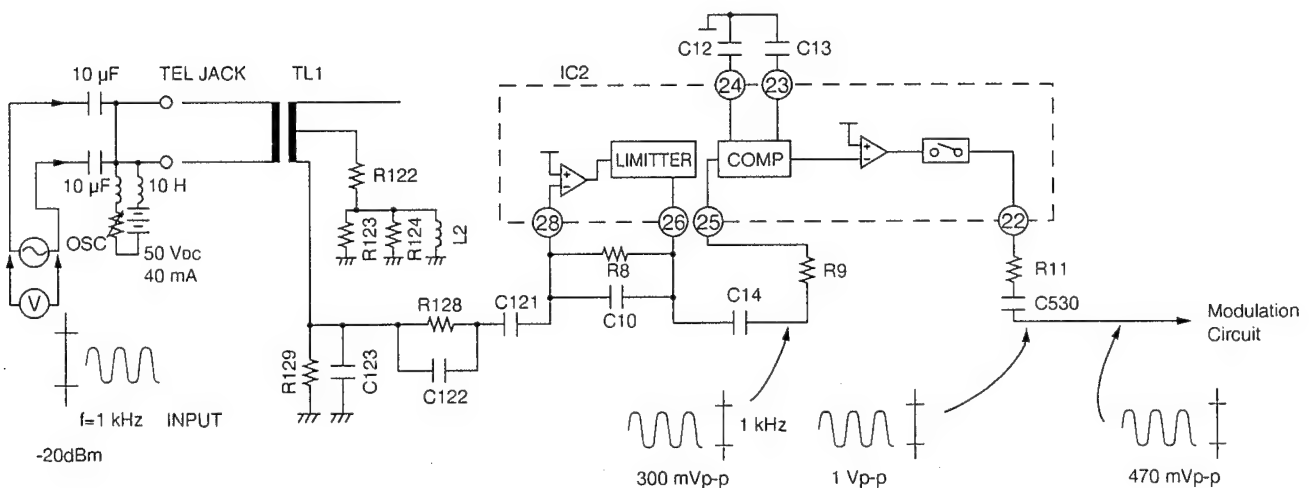 C12
C13
10 µF
TEL JACK
TL1
IC2
24
23
R122
LIMITTER
COMP
10 µF
10 H
OSC
R123
R124
L2
28
26
25
22
50 VDC
40 mA
V
R8
R9
R11
C121
R128
C10
C14
C530
Modulation
Circuit
R129
C123
C122
f=1 kHz INPUT
1 kHz
-20dBm
300 mVp-p
1 Vp-p
470 mVp-p